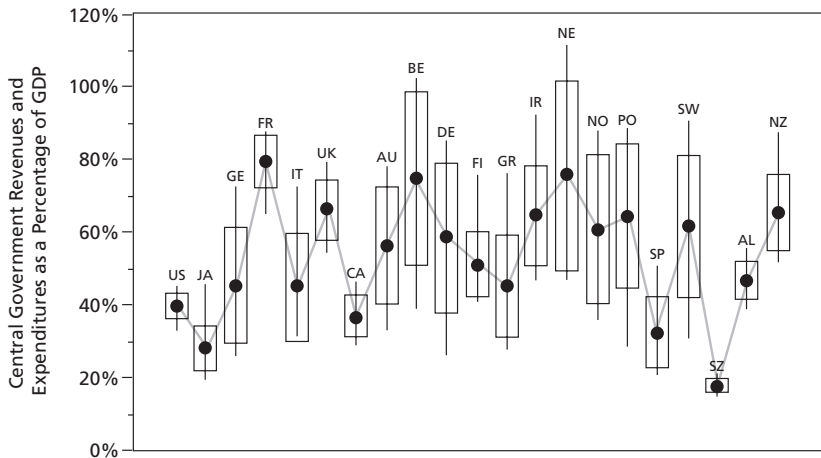 Central Government Revenues and
Expenditures as a Percentage of GDP
120%
100%
80%
60%
40%
20%
0%
US
JA
GE
FR
IT
UK
CA
AU
BE
DE
FI
GR
IR
NE
NO
PO
SP
SW
SZ
AL
NZ